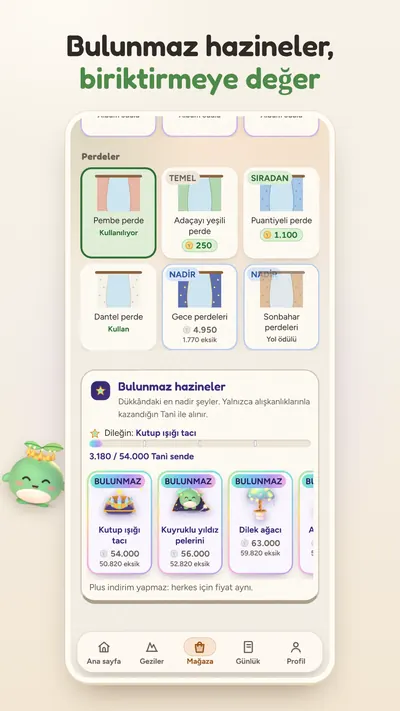 Bulunmaz hazineler,
biriktirmeye değer
Perdeler
Pembe perde
Kullanılıyor
TEMEL
Adaçayı yeşili
perde
250
SIRADAN
Puantiyeli perde
1.100
Dantel perde
Kullan
NADİR
Gece perdeleri
4.950
1.770 eksik
NADİR
Sonbahar
perdeleri
Yol ödülü
Bulunmaz hazineler
Dükkândaki en nadir şeyler. Yalnızca alışkanlıklarınla
kazandığın Tani ile alınır.
Dileğin: Kutup ışığı tacı
3.180 / 54.000 Tani sende
BULUNMAZ
Kutup ışığı
tacı
54.000
50.820 eksik
BULUNMAZ
Kuyruklu yıldız
pelerini
56.000
52.820 eksik
BULUNMAZ
Dilek ağacı
63.000
59.820 eksik
Plus indirim yapmaz: herkes için fiyat aynı.
Ana sayfa
Geziler
Mağaza
Günlük
Profil